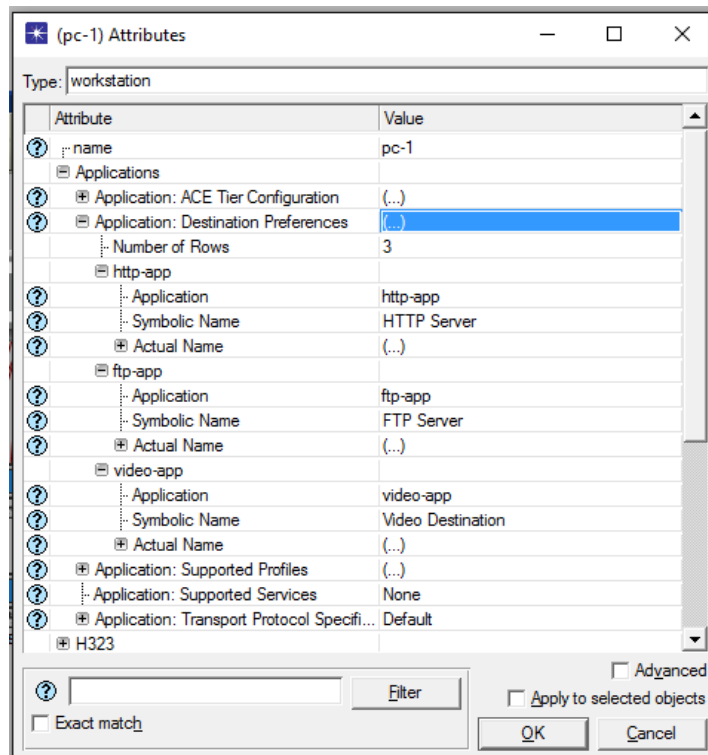 (pc-1) Attributes
Type: workstation
Attribute Value
name pc-1
Applications
Application: ACE Tier Configuration (...)
Application: Destination Preferences (...)
Number of Rows 3
http-app
Application http-app
Symbolic Name HTTP Server
Actual Name (...)
ftp-app
Application ftp-app
Symbolic Name FTP Server
Actual Name (...)
video-app
Application video-app
Symbolic Name Video Destination
Actual Name (...)
Application: Supported Profiles (...)
Application: Supported Services None
Application: Transport Protocol Specifi... Default
H323
Advanced
Filter
Apply to selected objects
Exact match
OK Cancel